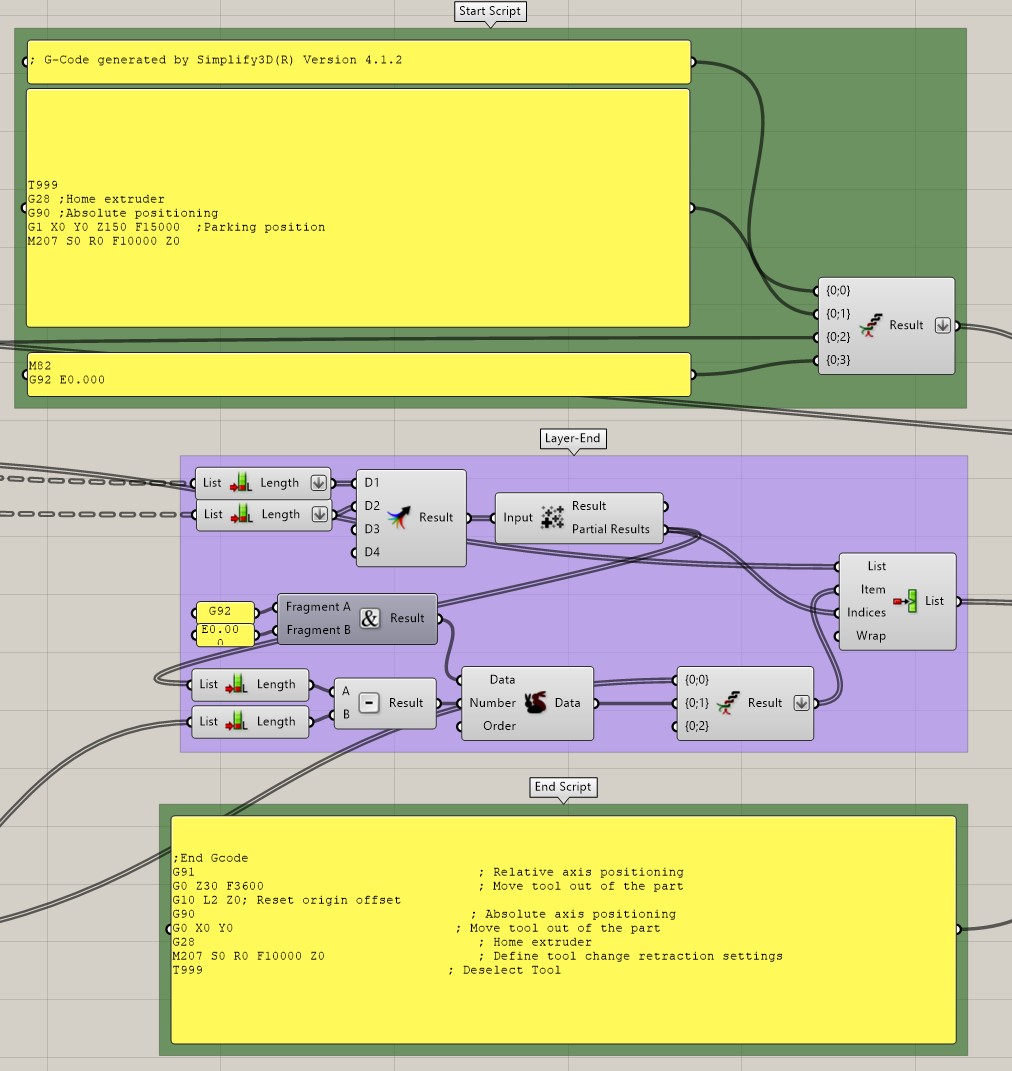 Start Script
; G-Code generated by Simplify3D(R) Version 4.1.2
T999
G28 ;Home extruder
G90 ;Absolute positioning
G1 X0 Y0 Z150 F15000  ;Parking position
M207 S0 R0 F10000 Z0
{0;0}
{0;1}
{0;2}
{0;3}
Result
M82
G92 E0.000
Layer-End
List Length
List Length
D1
D2
D3
D4
Result
Input
Result
Partial Results
List
Item
Indices
Wrap
List
G92
E0.00
0
Fragment A
Fragment B
Result
&
List Length
List Length
A
B
-
Result
Data
Number
Order
Data
{0;0}
{0;1}
{0;2}
Result
End Script
;End Gcode
G91 ; Relative axis positioning
G0 Z30 F3600 ; Move tool out of the part
G10 L2 Z0; Reset origin offset
G90 ; Absolute axis positioning
G0 X0 Y0 ; Move tool out of the part
G28 ; Home extruder
M207 S0 R0 F10000 Z0 ; Define tool change retraction settings
T999 ; Deselect Tool